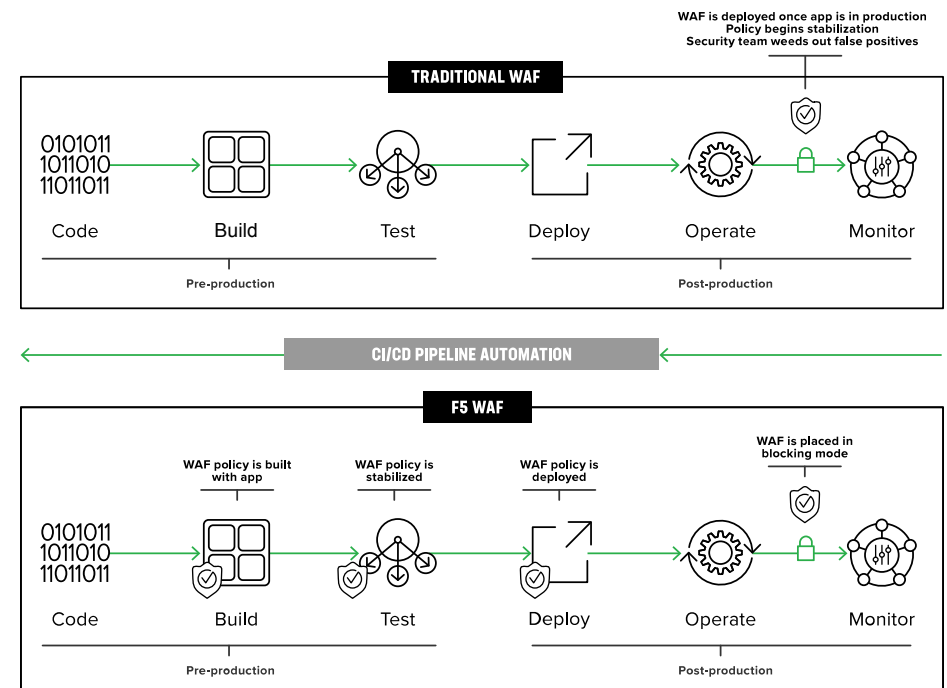 WAF is deployed once app is in production
Policy begins stabilization
Security team weeds out false positives
TRADITIONAL WAF
0101011
1011010
11011011
Code
Build
Test
Deploy
Operate
Monitor
Pre-production
Post-production
CI/CD PIPELINE AUTOMATION
F5 WAF
WAF policy is built
with app
WAF policy is
stabilized
WAF policy is
deployed
WAF is placed in
blocking mode
0101011
1011010
11011011
Code
Build
Test
Deploy
Operate
Monitor
Pre-production
Post-production